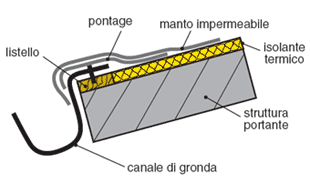 pontage
manto impermeabile
listello
isolante
termico
struttura
portante
canale di gronda